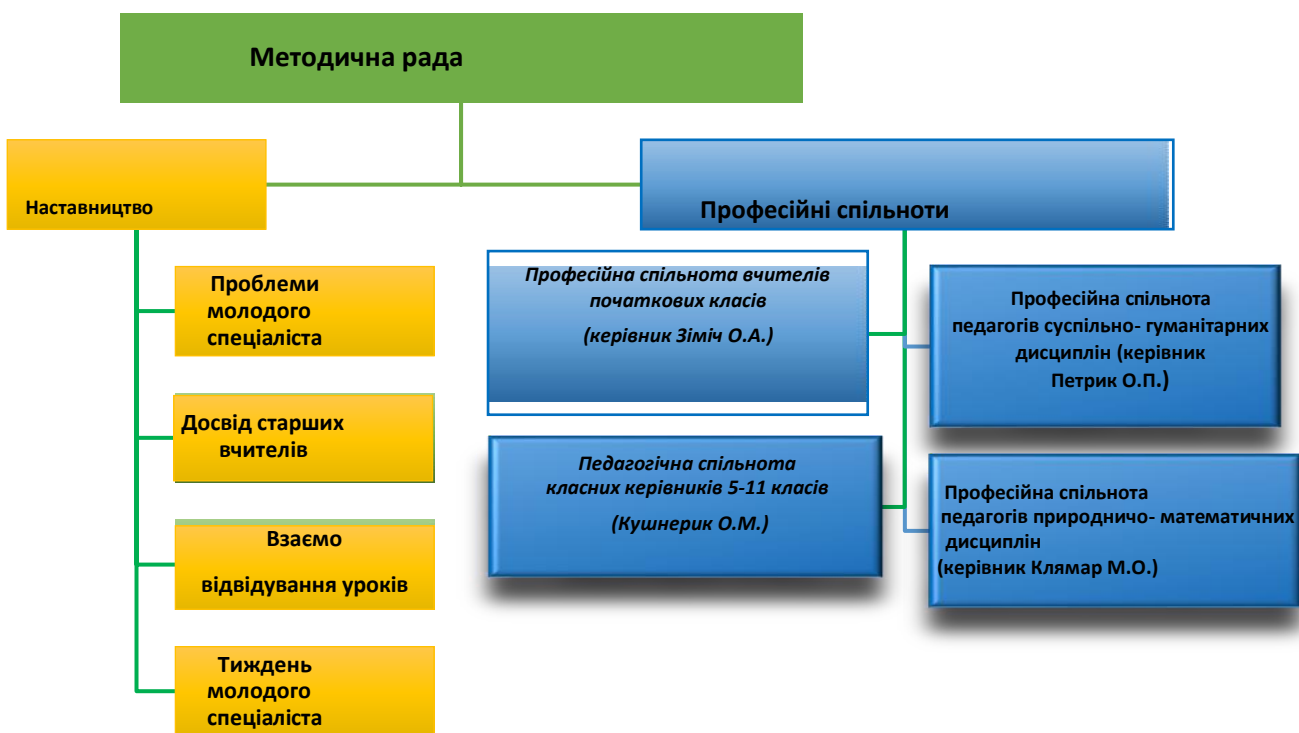 Методична рада
Наставництво
Професійні спільноти
Проблеми
молодого
спеціаліста
Досвід старших
вчителів
Взаємо
відвідування уроків
Тиждень
молодого
спеціаліста
Професійна спільнота вчителів
початкових класів
(керівник Зіміч О.А.)
Педагогічна спільнота
класних керівників 5-11 класів
(Кушнерик О.М.)
Професійна спільнота
педагогів суспільно- гуманітарних
дисциплін (керівник
Петрик О.П.)
Професійна спільнота
педагогів природничо- математичних
дисциплін
(керівник Клямар М.О.)